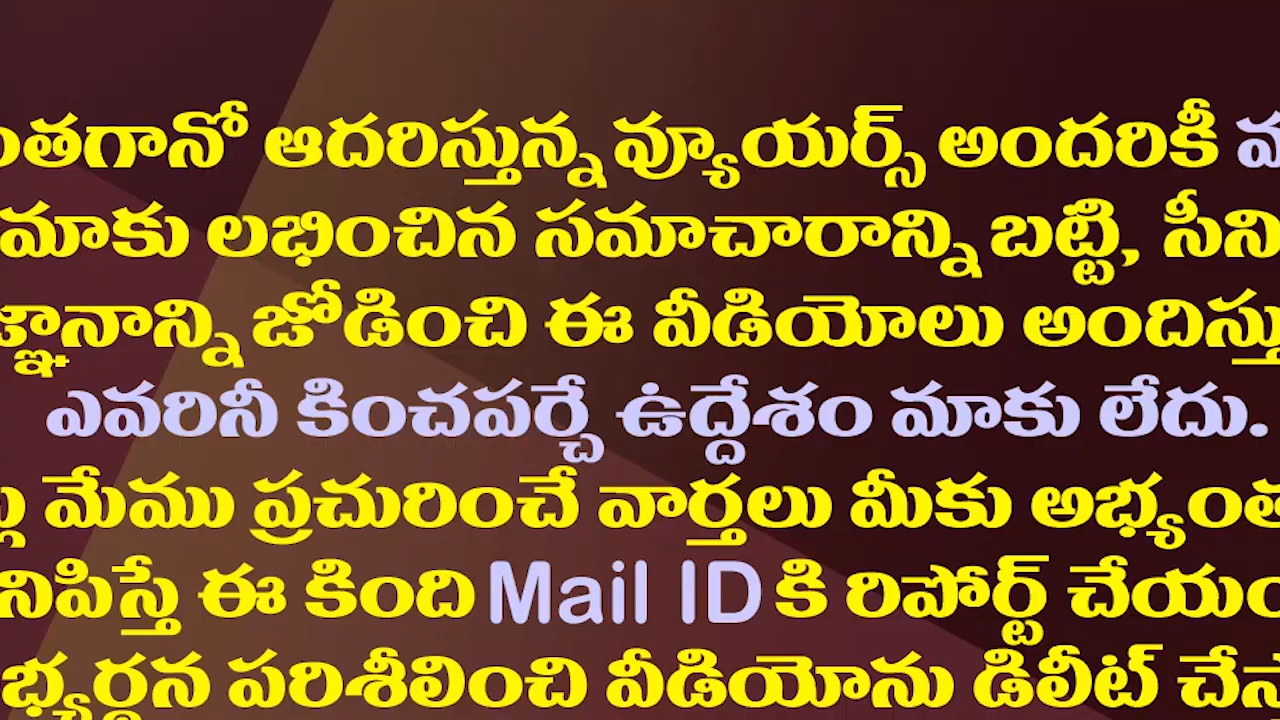 ంతగానో ఆదరిస్తున్న వ్యూయర్స్ అందరికీ
మాకు లభించిన సమాచారాన్ని బట్టి, సీని
జ్ఞానాన్ని జోడించి ఈ వీడియోలు అందిస్తు
ఎవరినీ కించపర్చే ఉద్దేశం మాకు లేదు.
మేము ప్రచురించే వార్తలు మీకు అభ్యంత
నిపిస్తే ఈ కింది Mail ID కి రిపోర్ట్ చేయం
భ్యర్థన పరిశీలించి వీడియోను డిలీట్ చేస